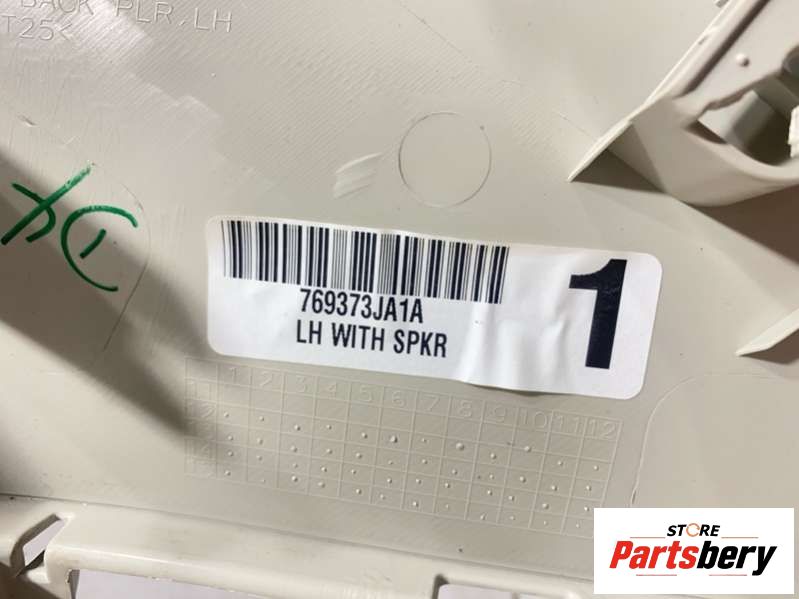 BACK PLR, LH
T25<
769373JA1A
LH WITH SPKR
1
1 2 3 4 5 6 7 8 9 10 11 12
STORE
Partsbery